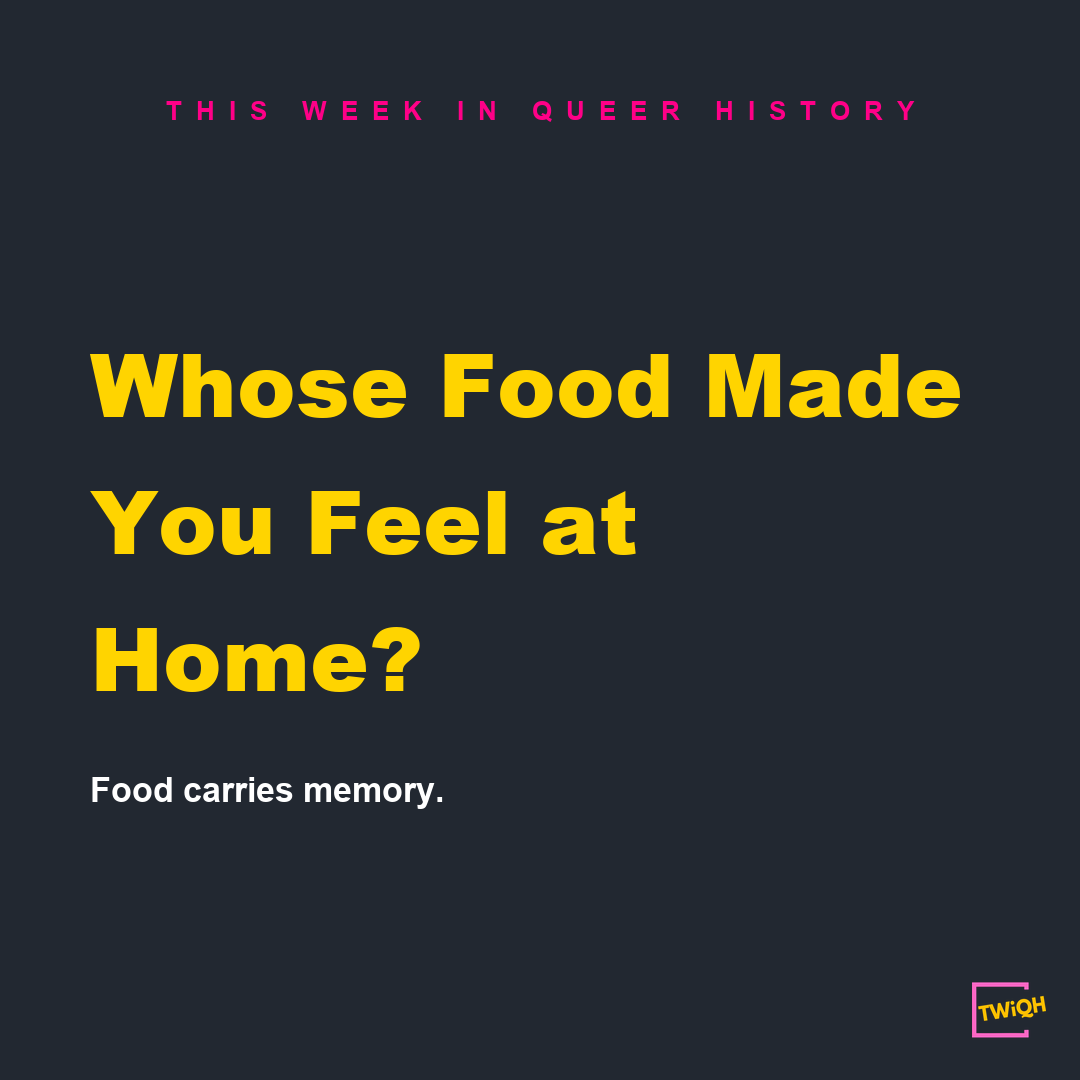 THIS WEEK IN QUEER HISTORY
Whose Food Made
You Feel at
Home?
Food carries memory.
TWiQH